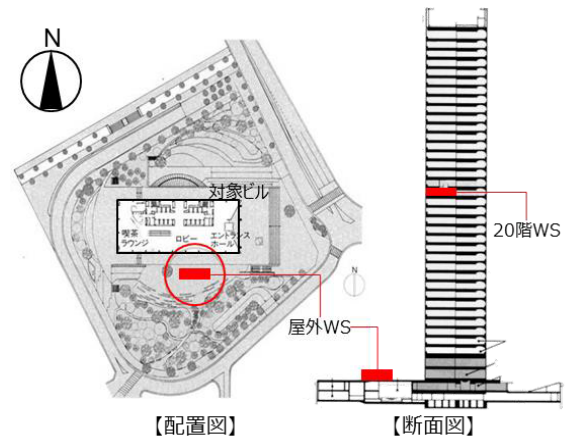 N
対象ビル
喫茶
ラウンジ
ロビー
エントランス
ホール
N
20階WS
屋外WS
【配置図】
【断面図】